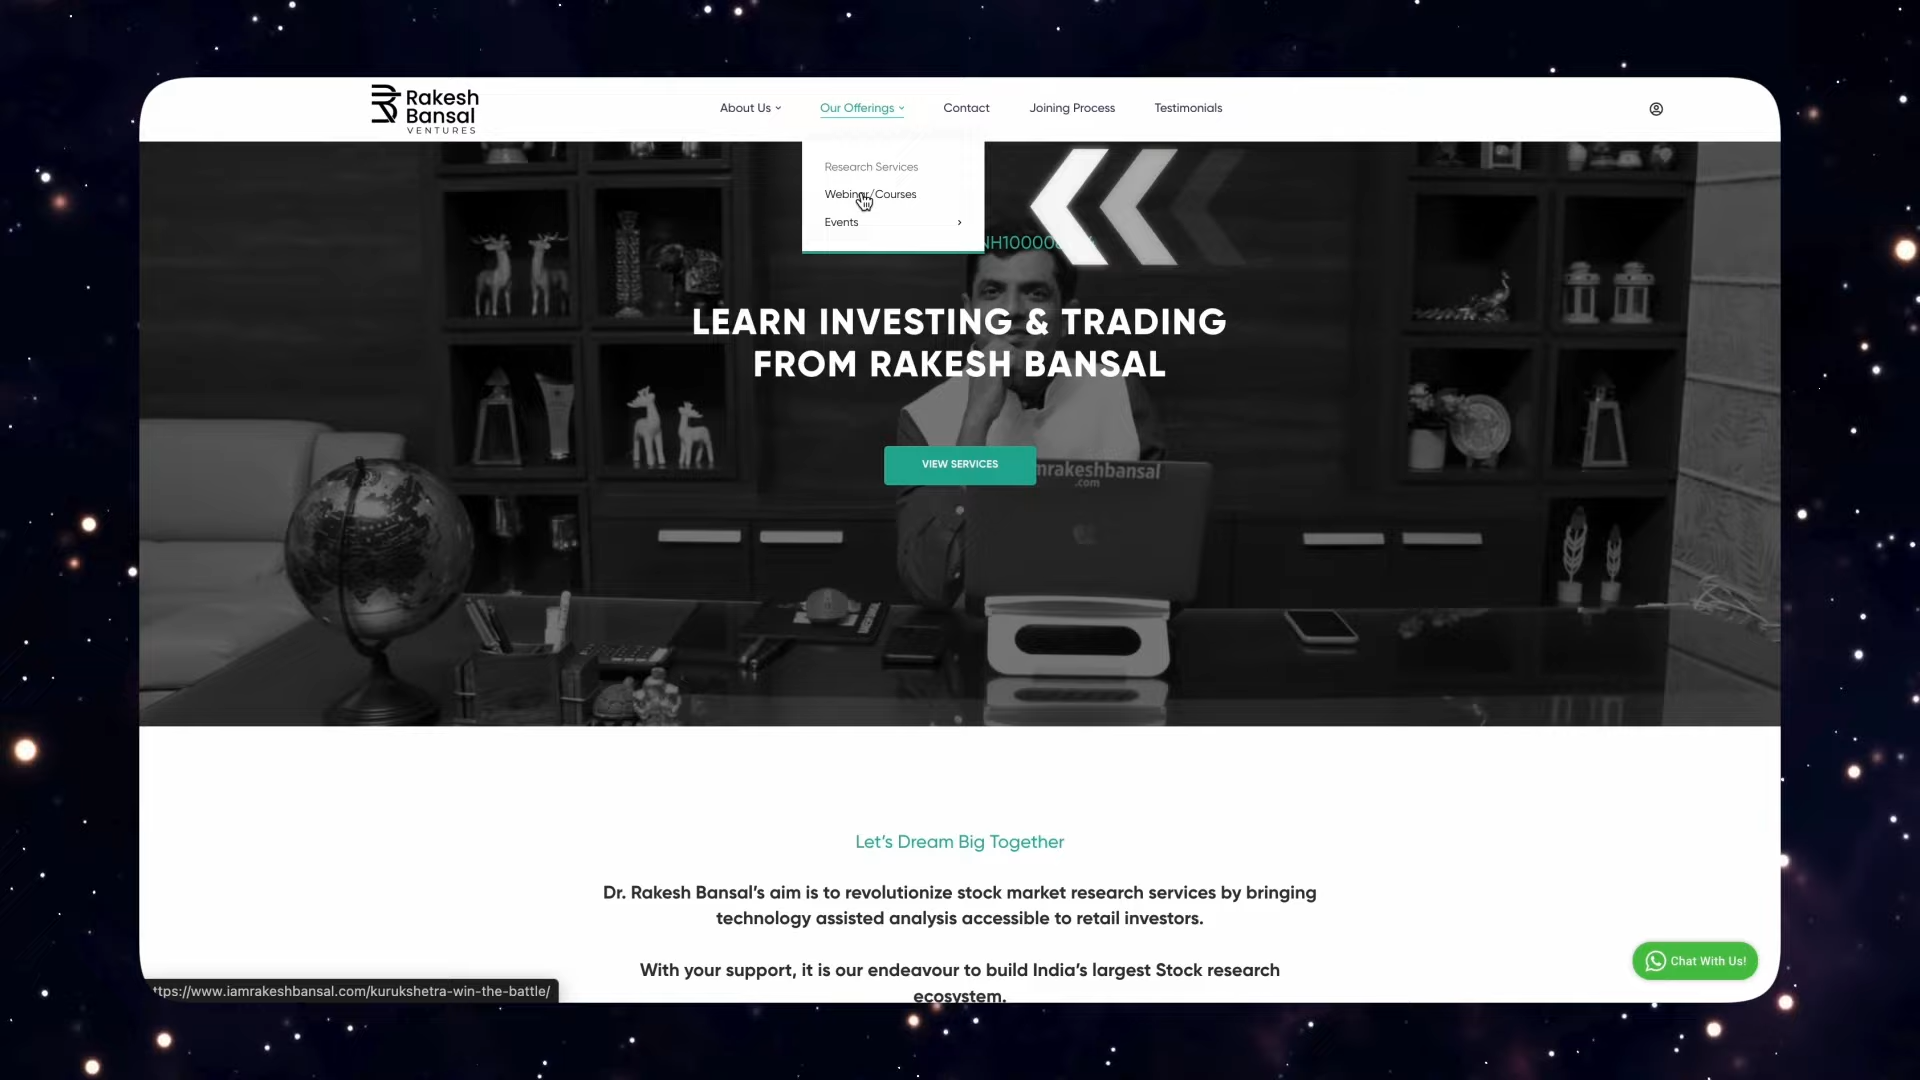 Rakesh
Bansal
VENTURES
About Us
Our Offerings
Contact
Joining Process
Testimonials
Research Services
Webinar/Courses
Events
LEARN INVESTING & TRADING
FROM RAKESH BANSAL
VIEW SERVICES
mrakeshbansal
.com
Let's Dream Big Together
Dr. Rakesh Bansal's aim is to revolutionize stock market research services by bringing
technology assisted analysis accessible to retail investors.
With your support, it is our endeavour to build India's largest Stock research
ecosystem.
Chat With Us!
ttps://www.iamrakeshbansal.com/kurukshetra-win-the-battle/